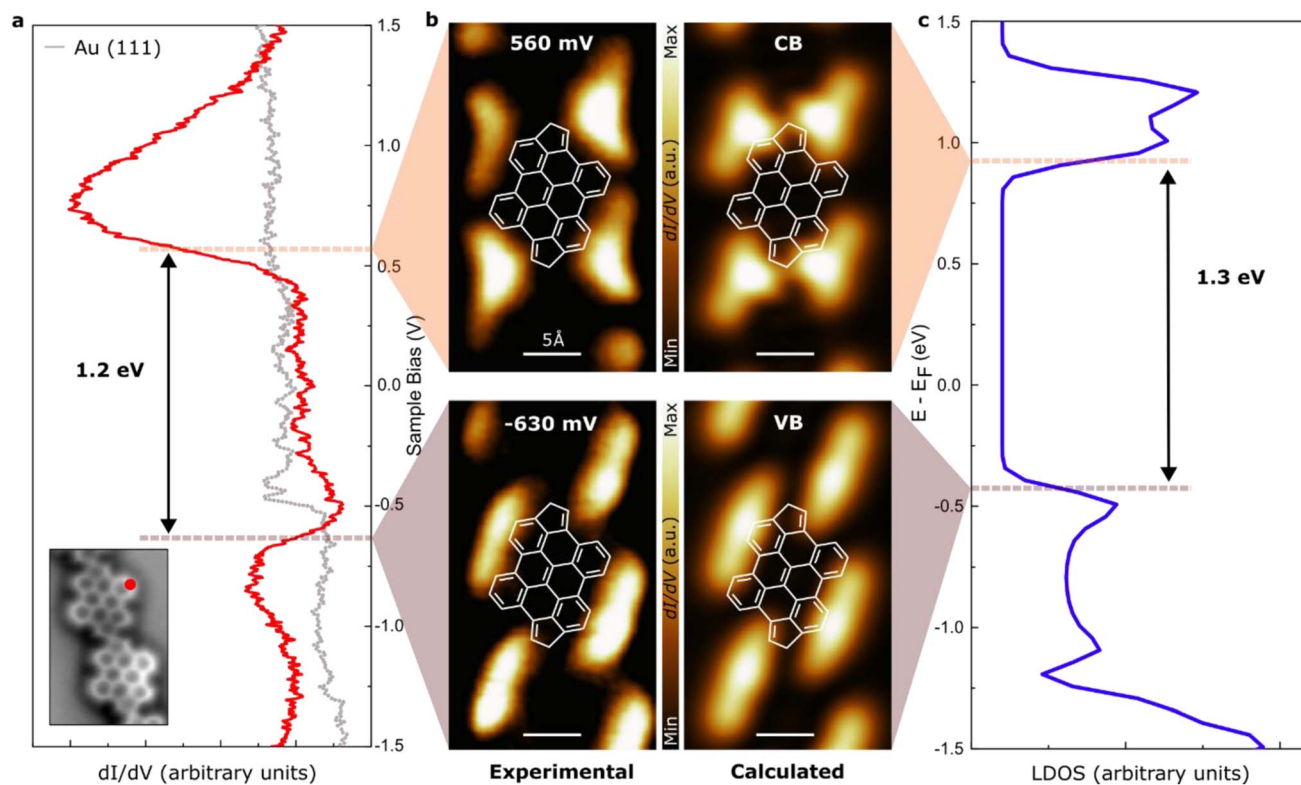 a
Au (111)
1.5
1.0
0.5
0.0
-0.5
-1.0
-1.5
Sample Bias (V)
1.2 eV
dI/dV (arbitrary units)
b
560 mV
5Å
CB
Max
dI/dV (a.u.)
Min
-630 mV
VB
Max
dI/dV (a.u.)
Min
Experimental
Calculated
c
1.5
1.0
0.5
0.0
-0.5
-1.0
-1.5
E - EF (eV)
1.3 eV
LDOS (arbitrary units)